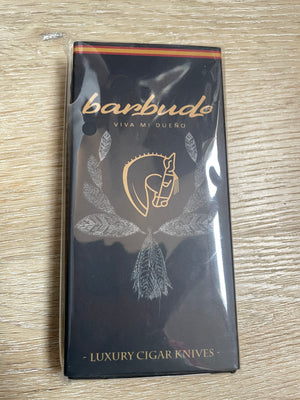 barbudo
VIVA MI DUEÑO
- LUXURY CIGAR KNIVES -